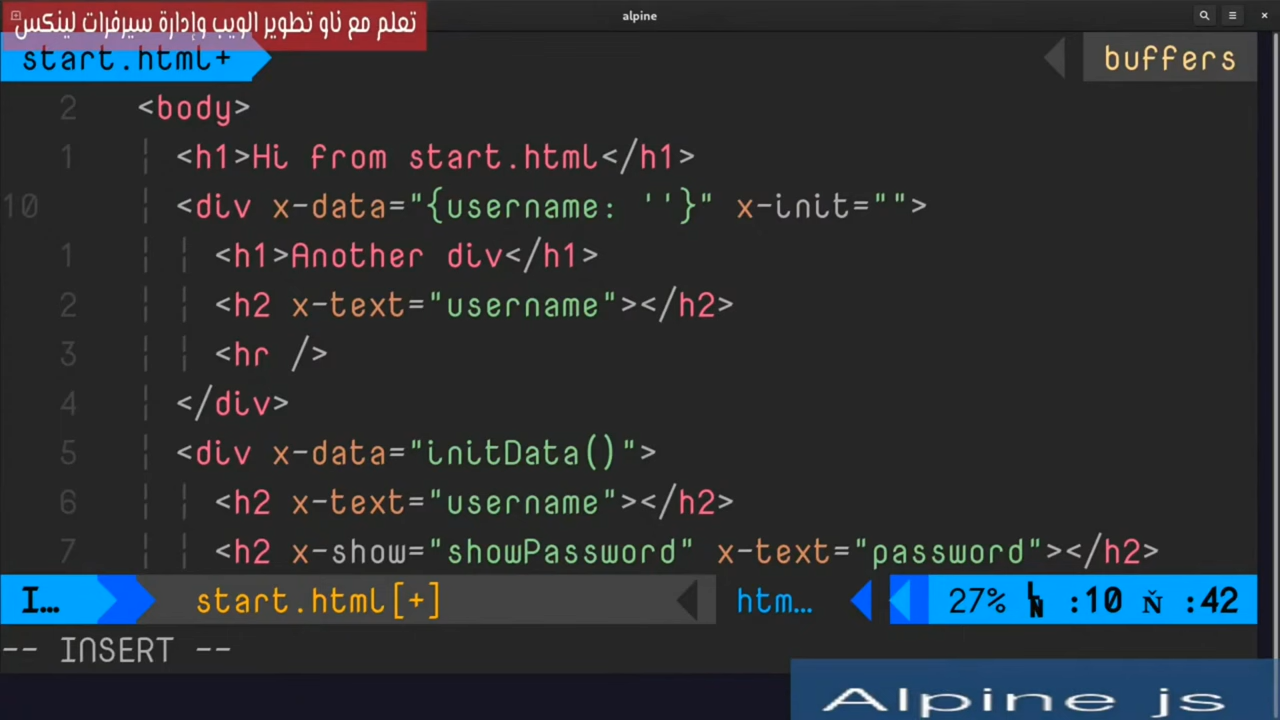 alpine
تعلم مع ناو تطوير الويب وإدارة سيرفرات لينكس
start.html+
buffers
2 <body>
1 <h1>Hi from start.html</h1>
10 <div x-data="{username: ''}" x-init="">
1 <h1>Another div</h1>
2 <h2 x-text="username"></h2>
3 <hr />
4 </div>
5 <div x-data="initData()">
6 <h2 x-text="username"></h2>
7 <h2 x-show="showPassword" x-text="password"></h2>
I… start.html[+] htm… 27% ㏑ :10 ℅ :42
-- INSERT --
Alpine js